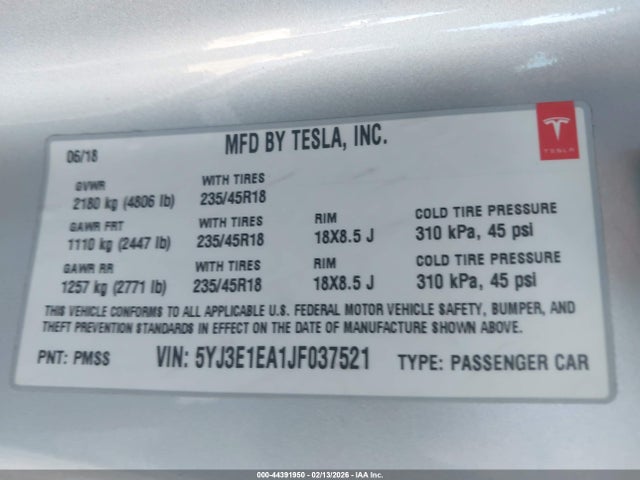 06/18
MFD BY TESLA, INC.
TESLA
GVWR
2180 kg (4806 lb)
WITH TIRES
235/45R18
GAWR FRT
1110 kg (2447 lb)
WITH TIRES
235/45R18
RIM
18X8.5 J
COLD TIRE PRESSURE
310 kPa, 45 psi
GAWR RR
1257 kg (2771 lb)
WITH TIRES
235/45R18
RIM
18X8.5 J
COLD TIRE PRESSURE
310 kPa, 45 psi
THIS VEHICLE CONFORMS TO ALL APPLICABLE U.S. FEDERAL MOTOR VEHICLE SAFETY, BUMPER, AND
THEFT PREVENTION STANDARDS IN EFFECT ON THE DATE OF MANUFACTURE SHOWN ABOVE.
PNT: PMSS
VIN: 5YJ3E1EA1JF037521
TYPE: PASSENGER CAR
000-44391950 - 02/13/2026 - IAA Inc.